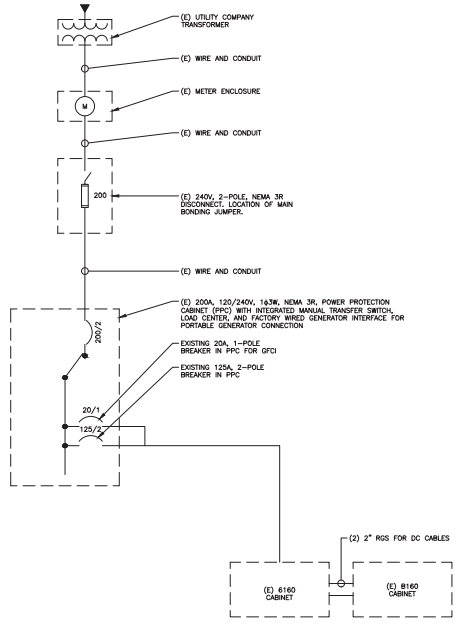 (E) UTILITY COMPANY
TRANSFORMER
(E) WIRE AND CONDUIT
(E) METER ENCLOSURE
M
(E) WIRE AND CONDUIT
200
(E) 240V, 2-POLE, NEMA 3R
DISCONNECT. LOCATION OF MAIN
BONDING JUMPER.
(E) WIRE AND CONDUIT
(E) 200A, 120/240V, 1ϕ3W, NEMA 3R, POWER PROTECTION
CABINET (PPC) WITH INTEGRATED MANUAL TRANSFER SWITCH,
LOAD CENTER, AND FACTORY WIRED GENERATOR INTERFACE FOR
PORTABLE GENERATOR CONNECTION
200/2
EXISTING 20A, 1-POLE
BREAKER IN PPC FOR GFCI
EXISTING 125A, 2-POLE
BREAKER IN PPC
20/1
125/2
(2) 2" RGS FOR DC CABLES
(E) 6160
CABINET
(E) B160
CABINET